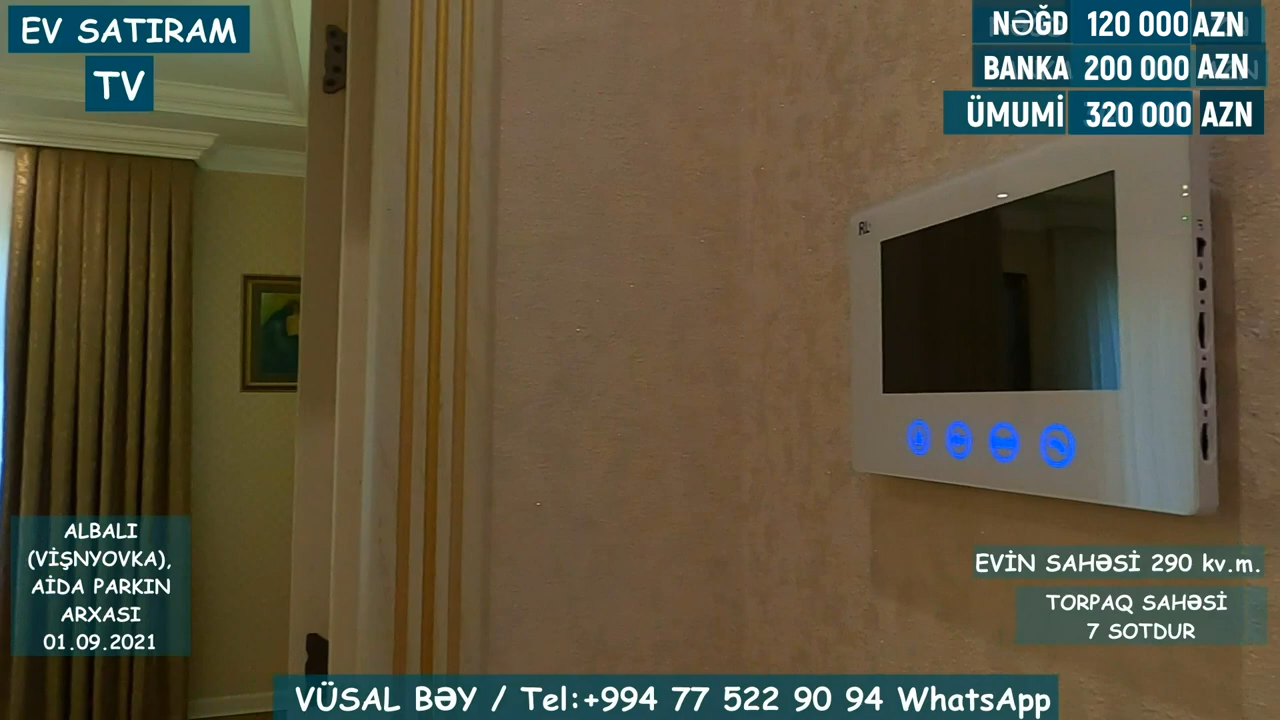 EV SATIRAM
TV
NƏĞD 120 000 AZN
BANKA 200 000 AZN
ÜMUMİ 320 000 AZN
RL
ALBALI
(VİŞNYOVKA),
AİDA PARKIN
ARXASI
01.09.2021
EVİN SAHƏSİ 290 kv.m.
TORPAQ SAHƏSİ
7 SOTDUR
VÜSAL BƏY / Tel:+994 77 522 90 94 WhatsApp